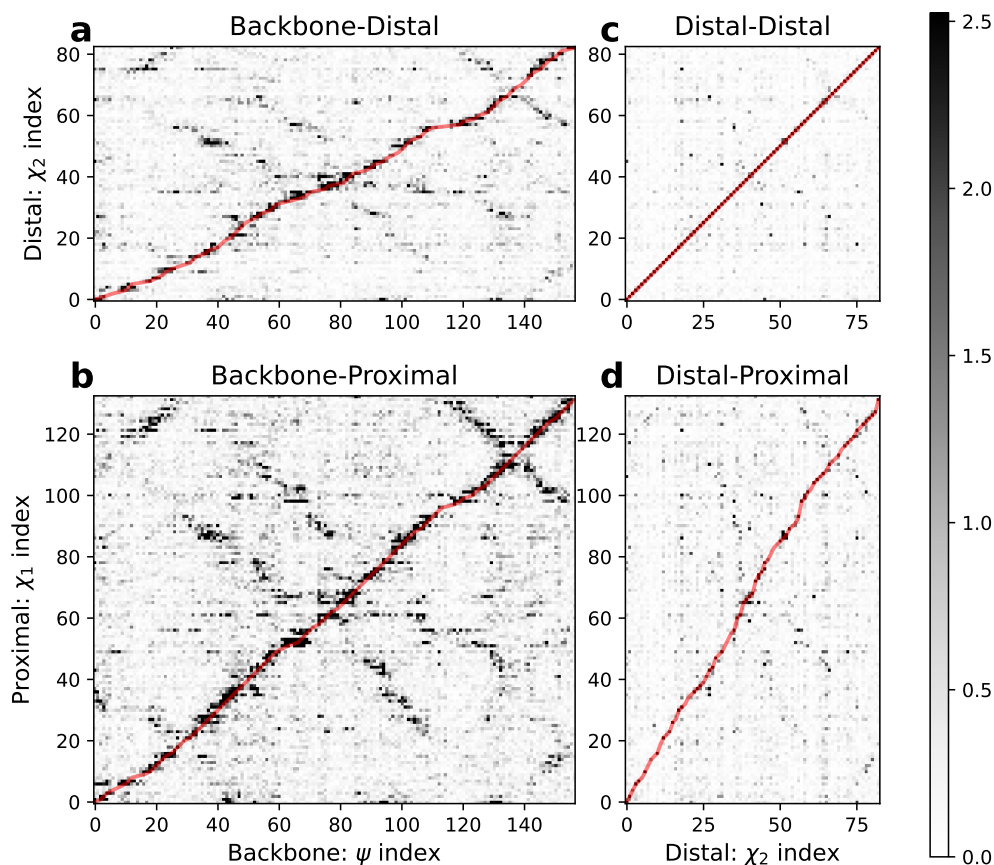 a Backbone-Distal
Distal: χ2 index
80
60
40
20
0
0 20 40 60 80 100 120 140
c Distal-Distal
80
60
40
20
0
0 25 50 75
b Backbone-Proximal
Proximal: χ1 index
120
100
80
60
40
20
0
0 20 40 60 80 100 120 140
Backbone: ψ index
d Distal-Proximal
120
100
80
60
40
20
0
0 25 50 75
Distal: χ2 index
2.5
2.0
1.5
1.0
0.5
0.0